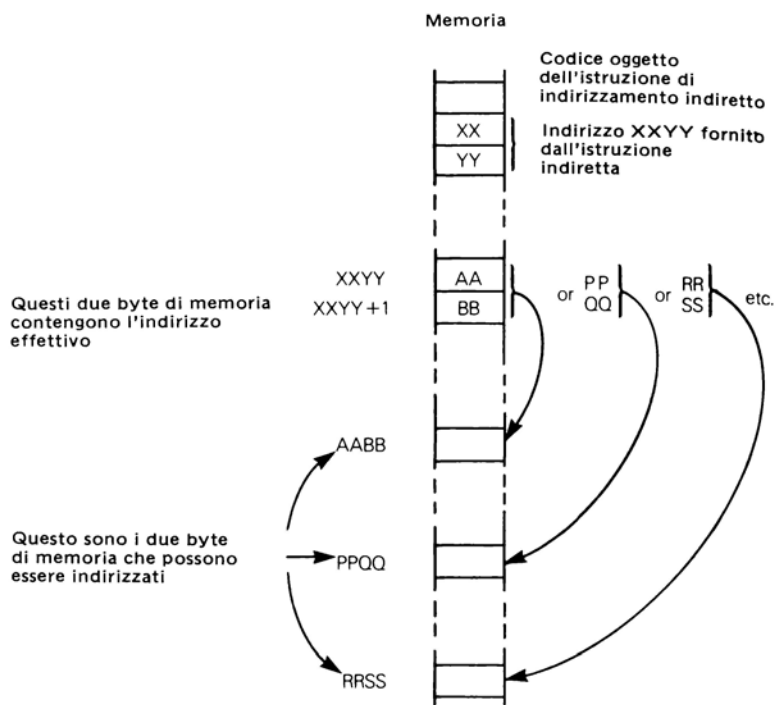 Memoria
Codice oggetto
dell'istruzione di
indirizzamento indiretto
XX
YY
Indirizzo XXYY fornito
dall'istruzione
indiretta
XXYY
XXYY+1
AA
BB
or PP
QQ
or RR
SS
etc.
Questi due byte di memoria
contengono l'indirizzo
effettivo
AABB
Questo sono i due byte
di memoria che possono
essere indirizzati
PPQQ
RRSS